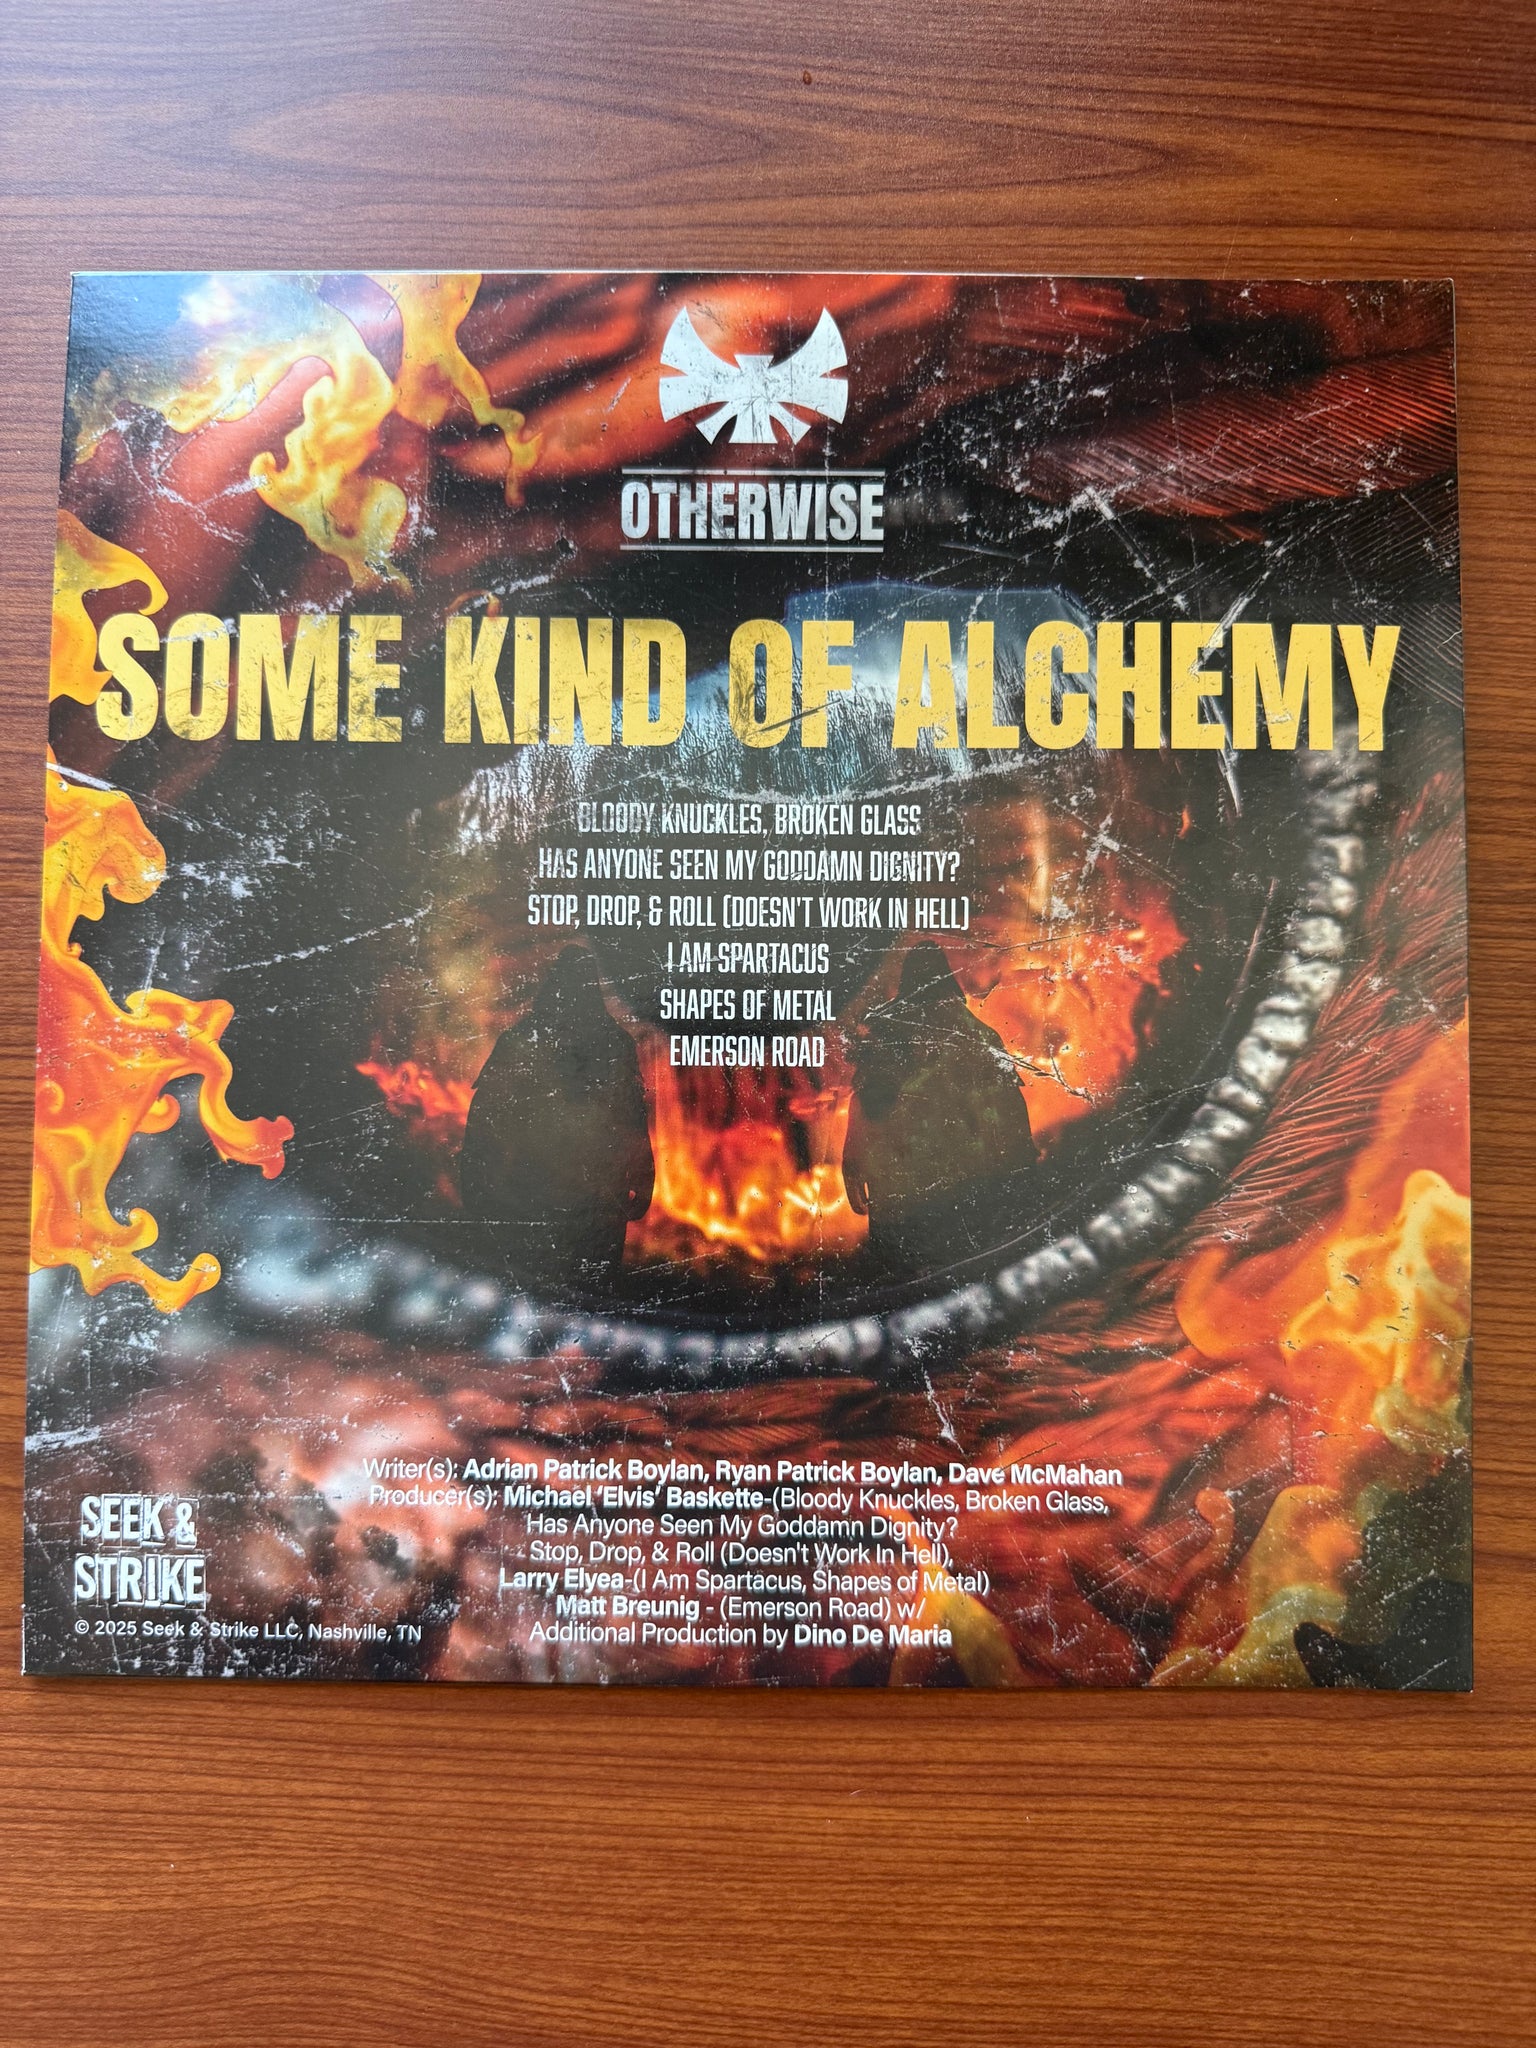 OTHERWISE
SOME KIND OF ALCHEMY
BLOODY KNUCKLES, BROKEN GLASS
HAS ANYONE SEEN MY GODDAMN DIGNITY?
STOP, DROP, & ROLL (DOESN'T WORK IN HELL)
I AM SPARTACUS
SHAPES OF METAL
EMERSON ROAD
Writer(s): Adrian Patrick Boylan, Ryan Patrick Boylan, Dave McMahan
Producer(s): Michael 'Elvis' Baskette-(Bloody Knuckles, Broken Glass,
Has Anyone Seen My Goddamn Dignity?
Stop, Drop, & Roll (Doesn't Work In Hell),
Larry Elyea-(I Am Spartacus, Shapes of Metal)
Matt Breunig - (Emerson Road) w/
Additional Production by Dino De Maria
SEEK &
STRIKE
© 2025 Seek & Strike LLC, Nashville, TN